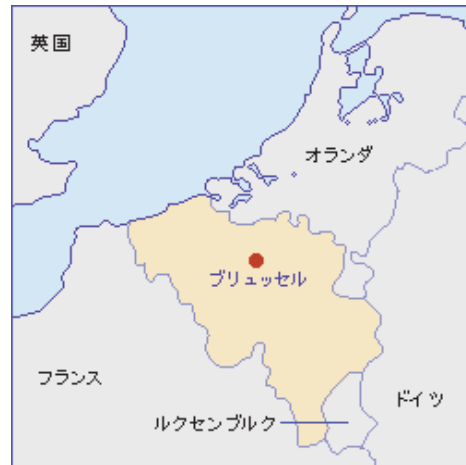 英国
オランダ
ブリュッセル
フランス
ドイツ
ルクセンブルク